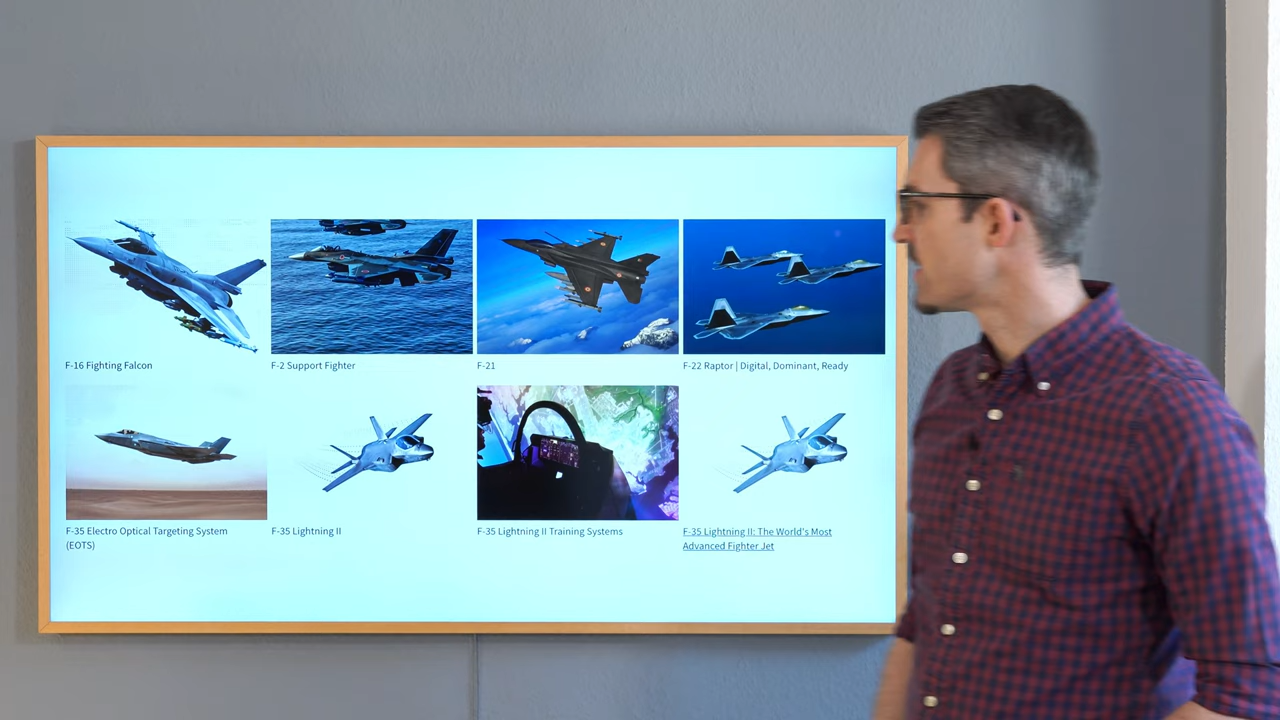 F-16 Fighting Falcon
F-2 Support Fighter
F-21
F-22 Raptor | Digital, Dominant, Ready
F-35 Electro Optical Targeting System
(EOTS)
F-35 Lightning II
F-35 Lightning II Training Systems
F-35 Lightning II: The World's Most
Advanced Fighter Jet